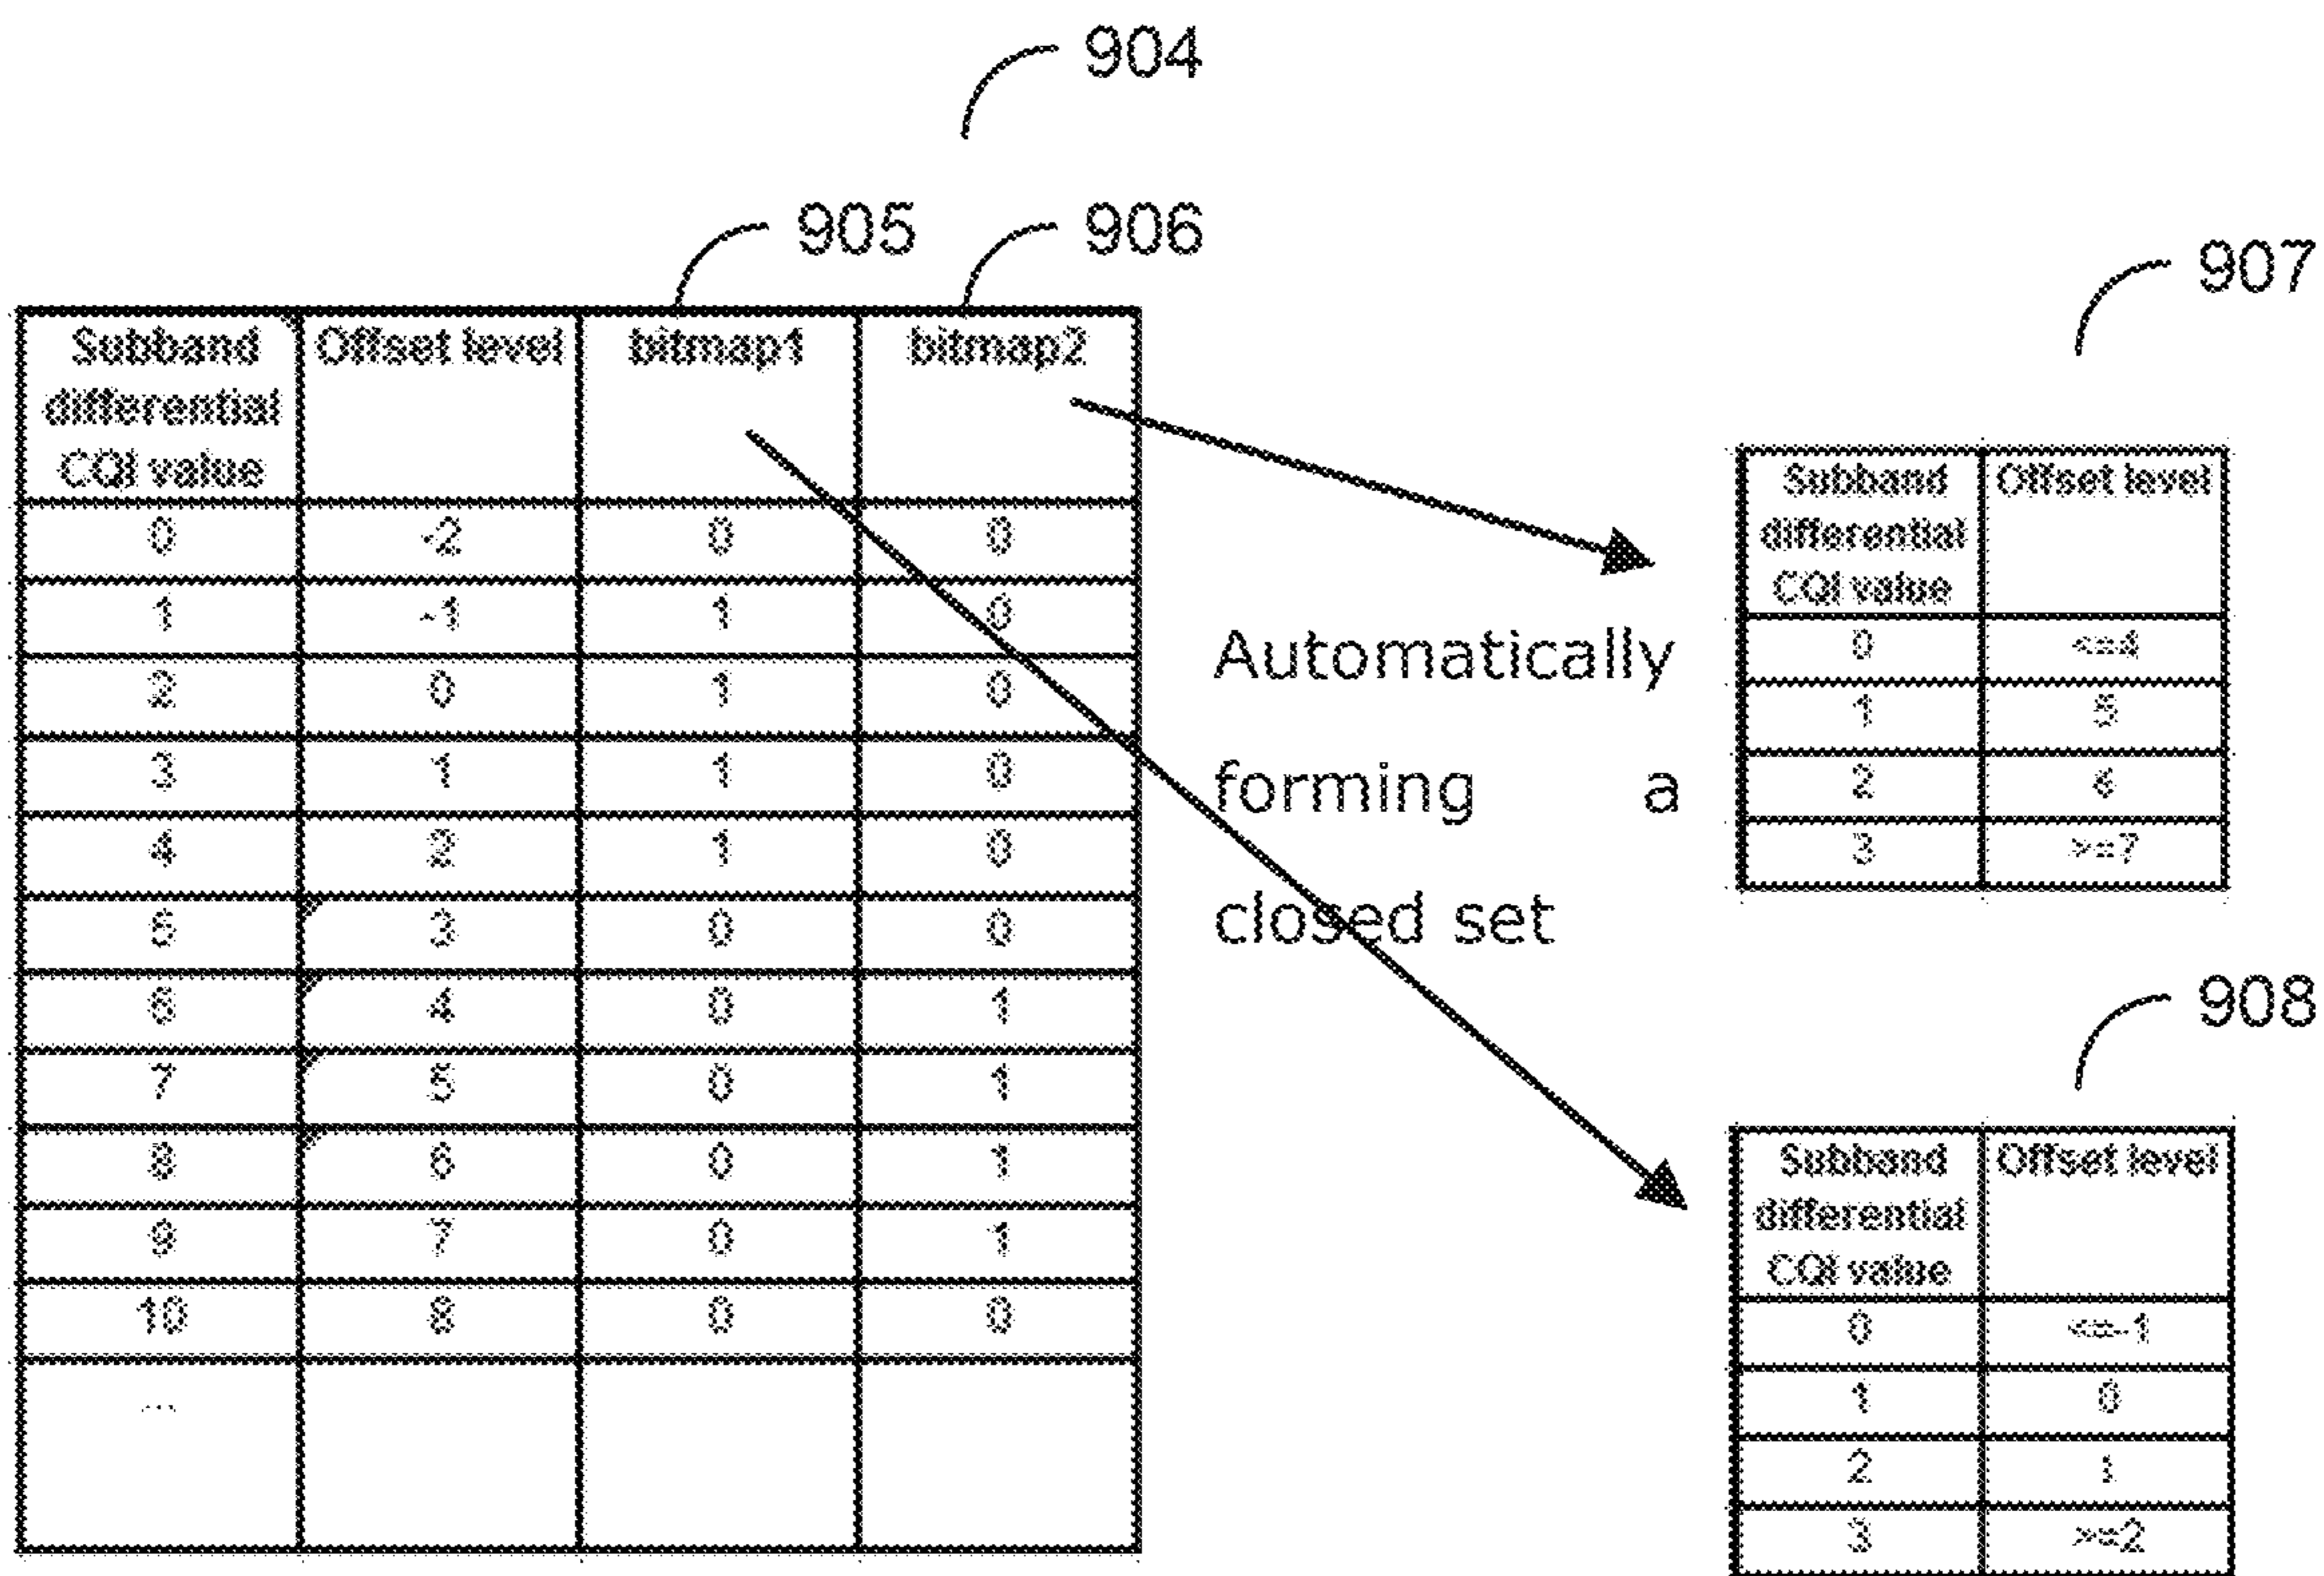 904
905
906
907
Subband differential CQI value Offset level bitmap1 bitmap2
0 -2 0 0
1 -1 1 0
2 0 1 0
3 1 1 0
4 2 1 0
5 3 0 0
6 4 0 1
7 5 0 1
8 6 0 1
9 7 0 1
10 8 0 0
...
Automatically
forming a
closed set
Subband differential CQI value Offset level
0 <=4
1 5
2 6
3 >=7
908
Subband differential CQI value Offset level
0 <=-1
1 0
2 1
3 >=2